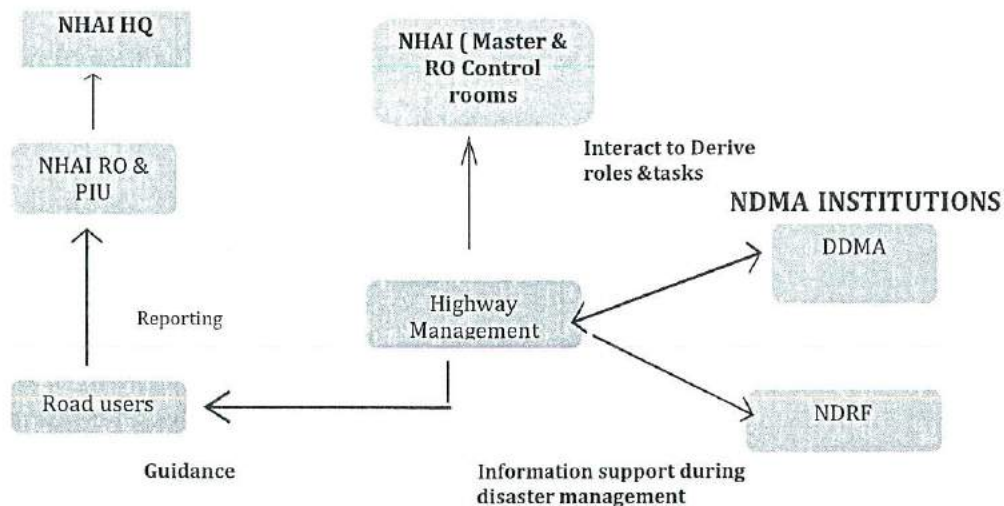 NHAI HQ
NHAI ( Master &
RO Control
rooms
Interact to Derive
roles &tasks
NHAI RO &
PIU
NDMA INSTITUTIONS
DDMA
Highway
Management
Reporting
Road users
NDRF
Guidance
Information support during
disaster management